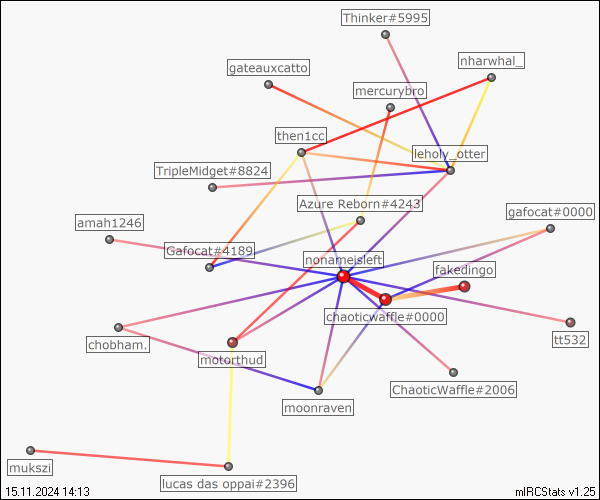 Thinker#5995
nharwhal_
gateauxcatto
mercurybro
then1cc
leholy_otter
TripleMidget#8824
Azure Reborn#4243
gafocat#0000
amah1246
Gafocat#4189
nonameisleft
fakedingo
chaoticwaffle#0000
chobham.
motorthud
tt532
ChaoticWaffle#2006
moonraven
mukszi
lucas das oppai#2396
15.11.2024 14:13
mIRCStats v1.25